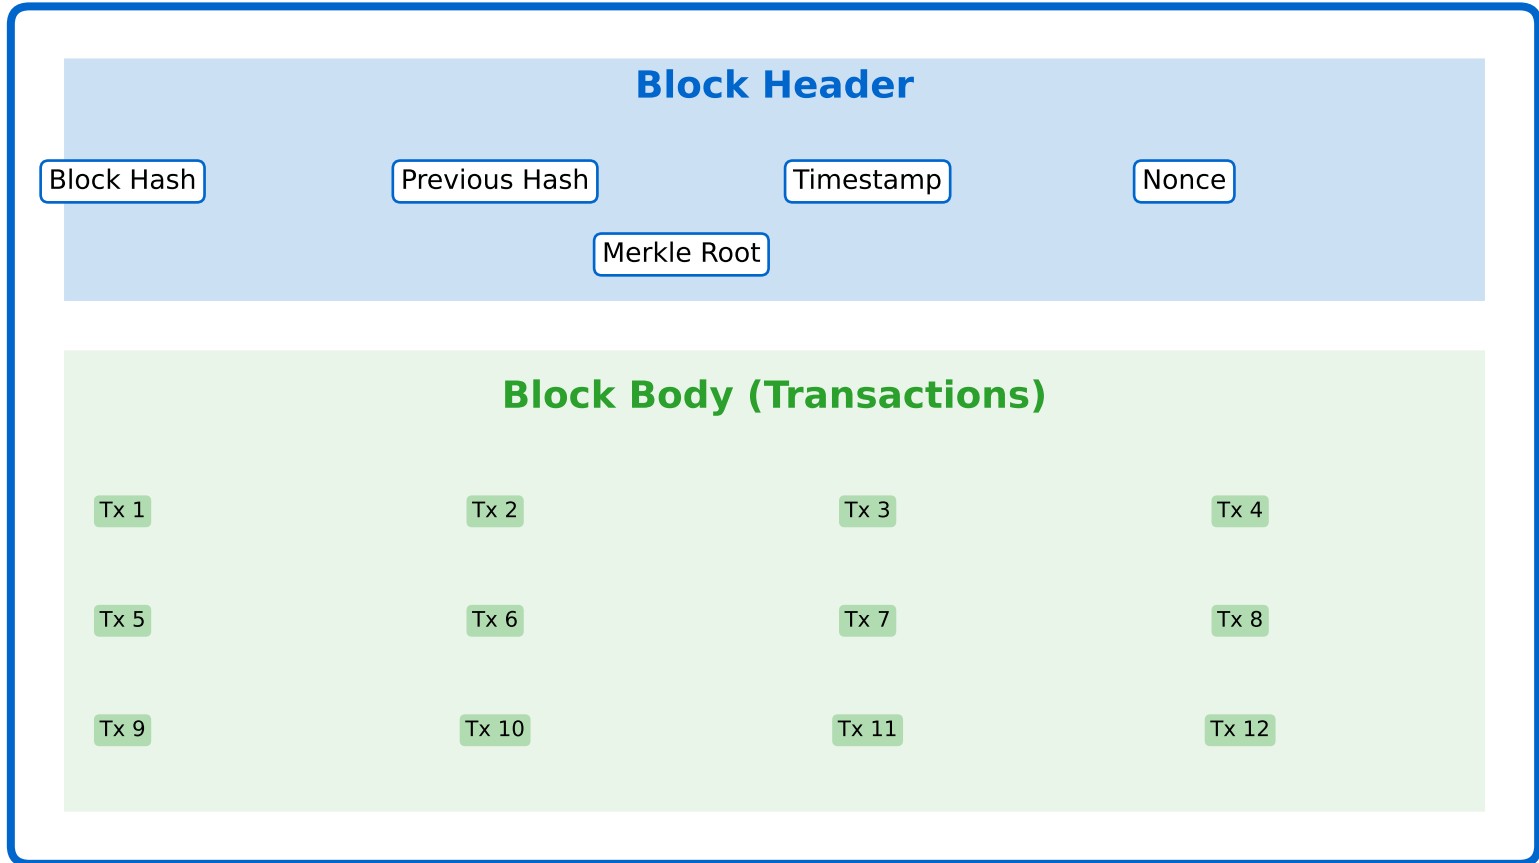 Block Header
Block Hash
Previous Hash
Timestamp
Nonce
Merkle Root
Block Body (Transactions)
Tx 1
Tx 2
Tx 3
Tx 4
Tx 5
Tx 6
Tx 7
Tx 8
Tx 9
Tx 10
Tx 11
Tx 12